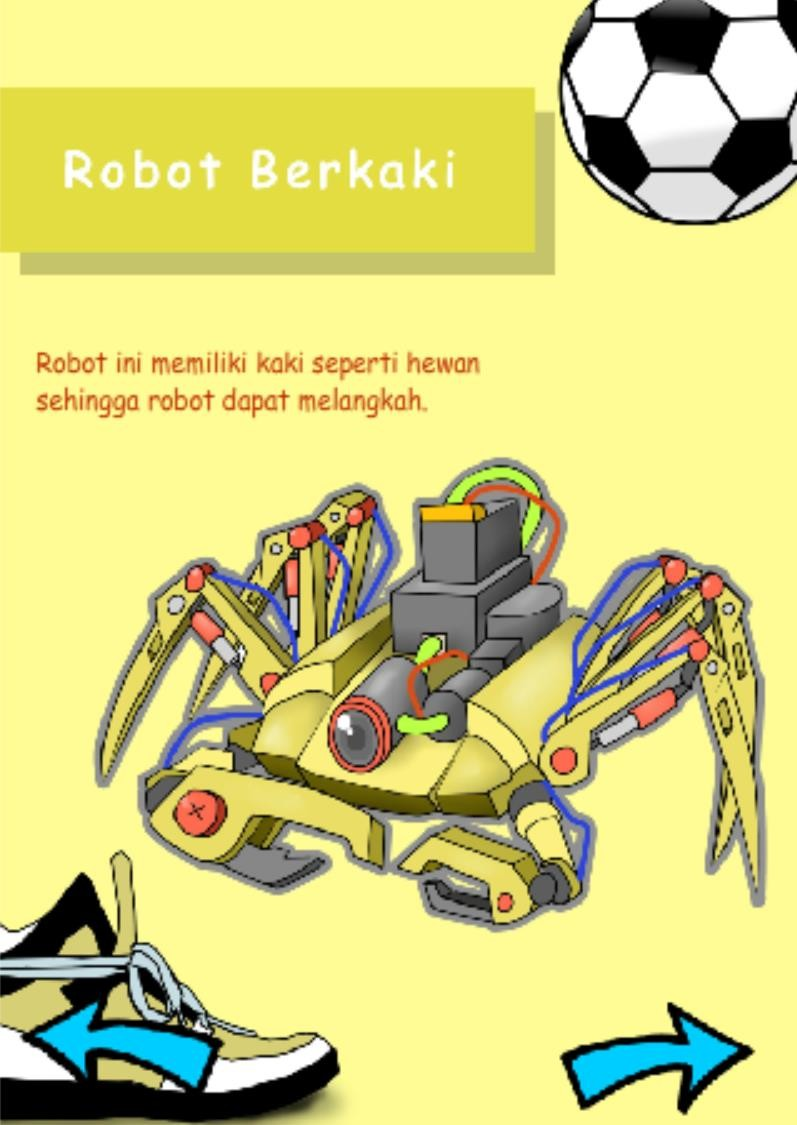 Robot Berkaki
Robot ini memiliki kaki seperti hewan
sehingga robot dapat melangkah.